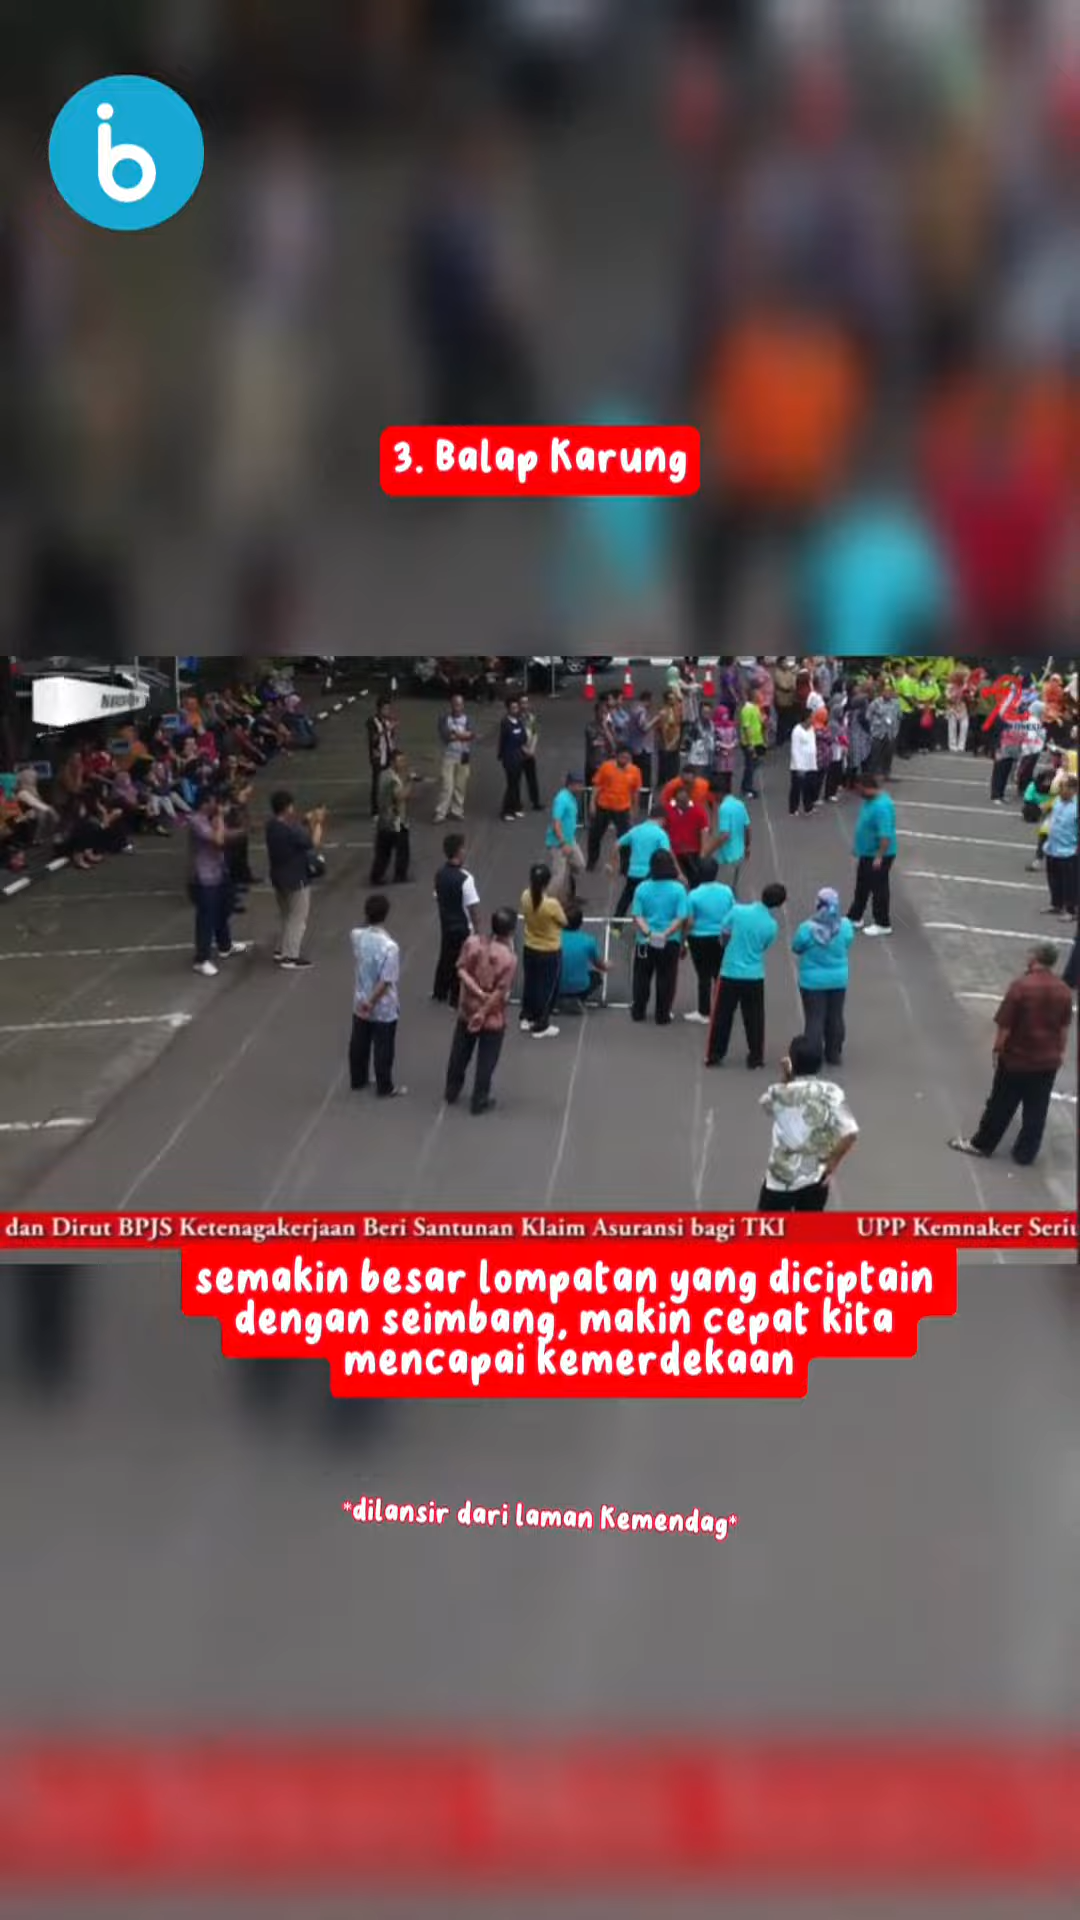 b
3. Balap Karung
dan Dirut BPJS Ketenagakerjaan Beri Santunan Klaim Asuransi bagi TKI UPP Kemnaker
semakin besar lompatan yang diciptain
dengan seimbang, makin cepat kita
mencapai kemerdekaan
*dilansir dari laman Kemendag*